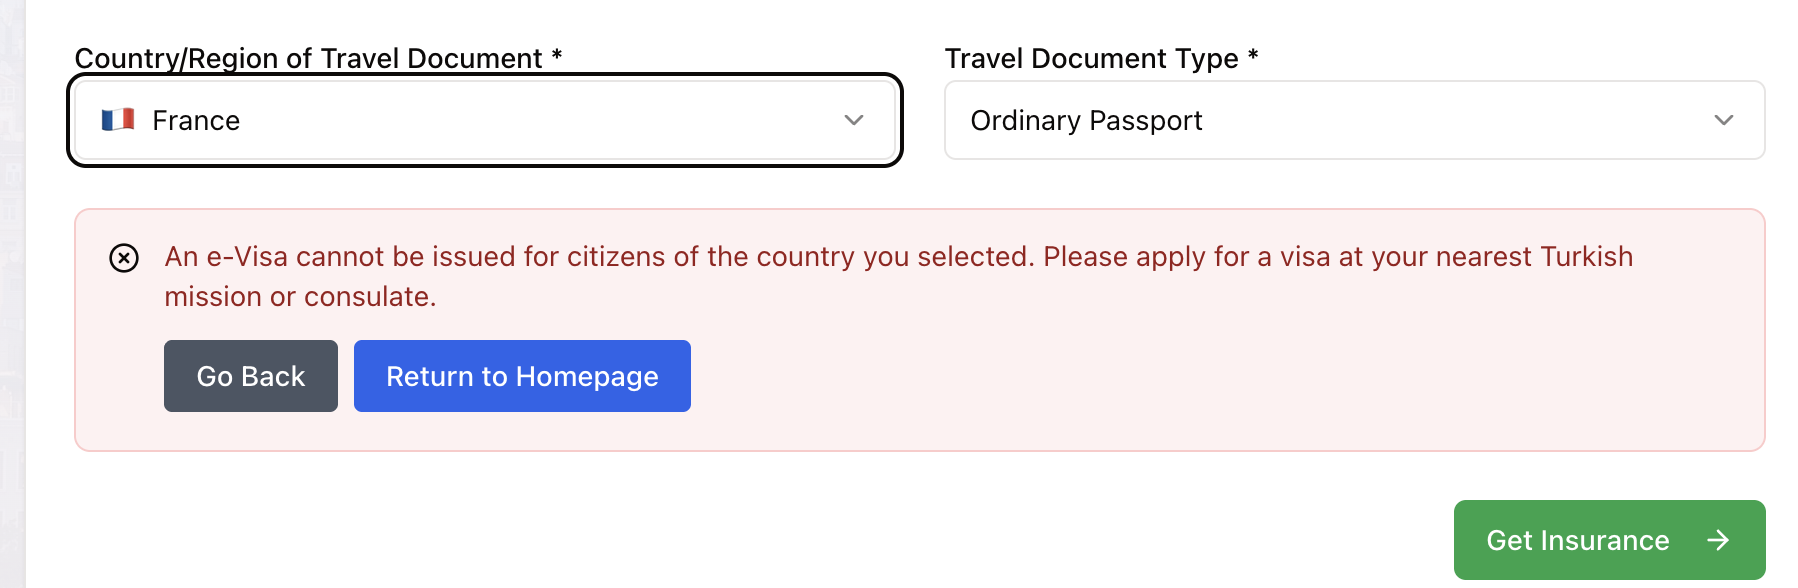 Country/Region of Travel Document *
Travel Document Type *
France
Ordinary Passport
An e-Visa cannot be issued for citizens of the country you selected. Please apply for a visa at your nearest Turkish
mission or consulate.
Go Back
Return to Homepage
Get Insurance